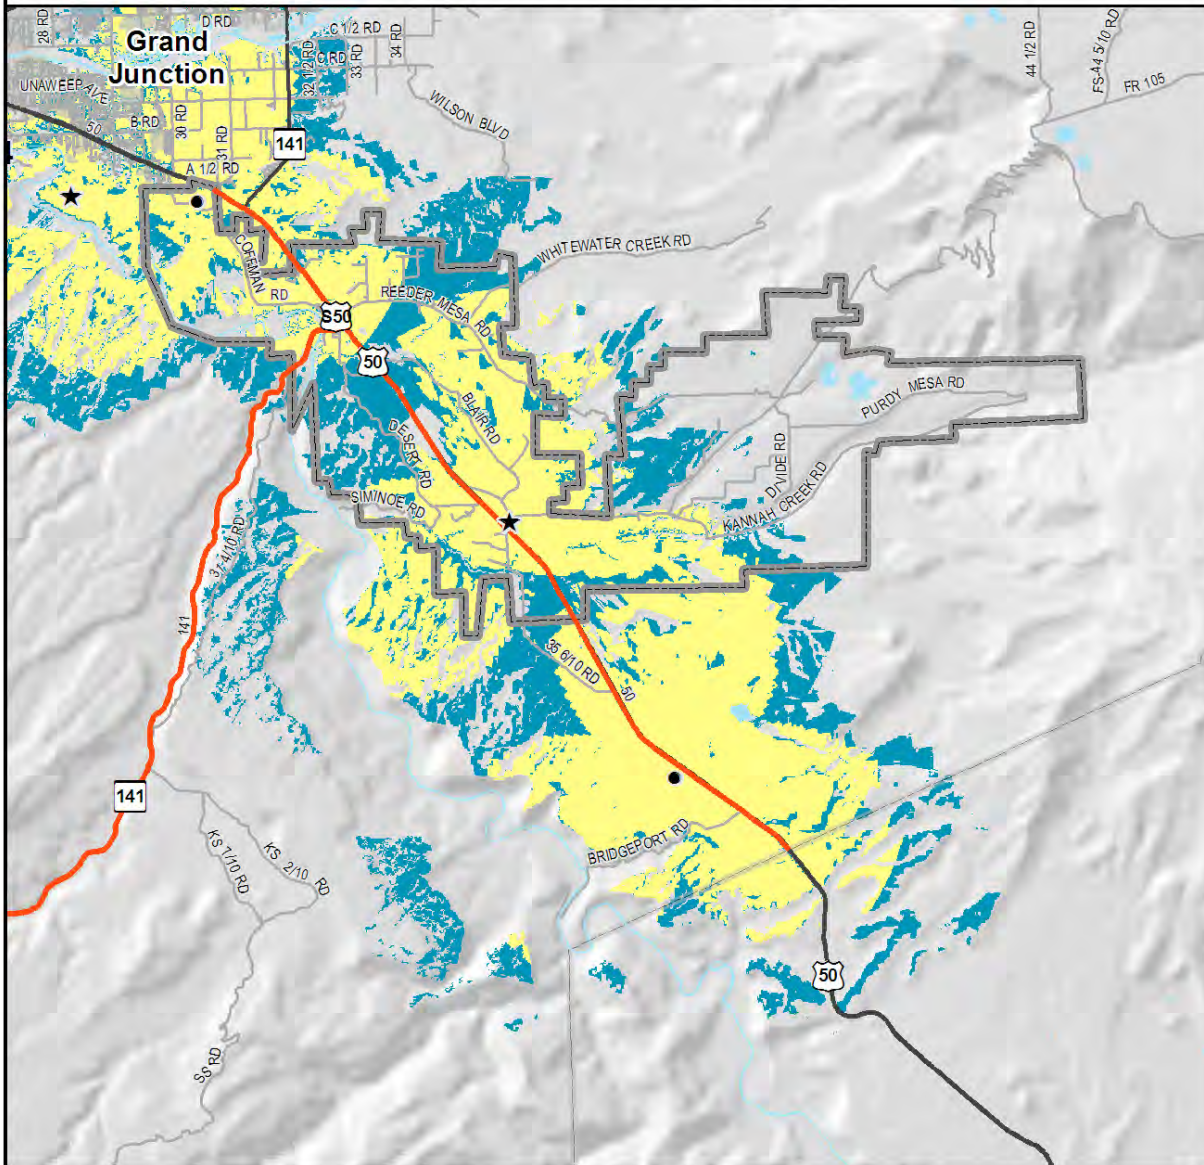 28 RD
D RD
C 1/2 RD
34 RD
44 1/2 RD
FS-44 5/10 RD
Grand
Junction
32 1/2 RD
C RD
33 RD
FR 105
UNAWEEP AVE
WILSON BLVD
B RD
30 RD
50
31 RD
141
A 1/2 RD
WHITEWATER CREEK RD
COFFMAN
RD
REEDER MESA RD
S50
50
PURDY MESA RD
BLAIR RD
DESERT RD
DIVIDE RD
SIMINOE RD
KANNAH CREEK RD
31 4/10 RD
141
35 6/10 RD
50
141
BRIDGEPORT RD
KS 7/10 RD
KS 2/10 RD
50
SS RD